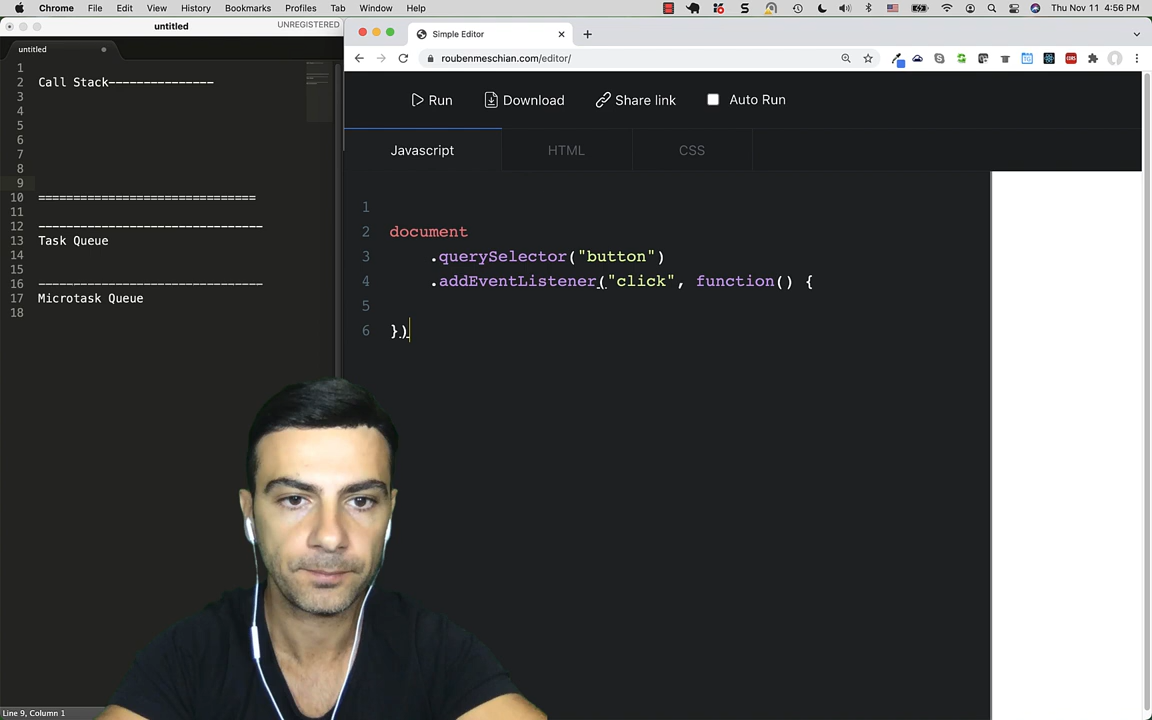 Chrome File Edit View History Bookmarks Profiles Tab Window Help Thu Nov 11 4:56 PM
untitled UNREGISTERED
untitled
1
2 Call Stack---------------
3
4
5
6
7
8
9
10 ===============================
11
12 --------------------------------
13 Task Queue
14
15
16 --------------------------------
17 Microtask Queue
18
Line 9, Column 1
Simple Editor
roubenmeschian.com/editor/
Run Download Share link Auto Run
Javascript HTML CSS
1
2 document
3 .querySelector("button")
4 .addEventListener("click", function() {
5
6 })